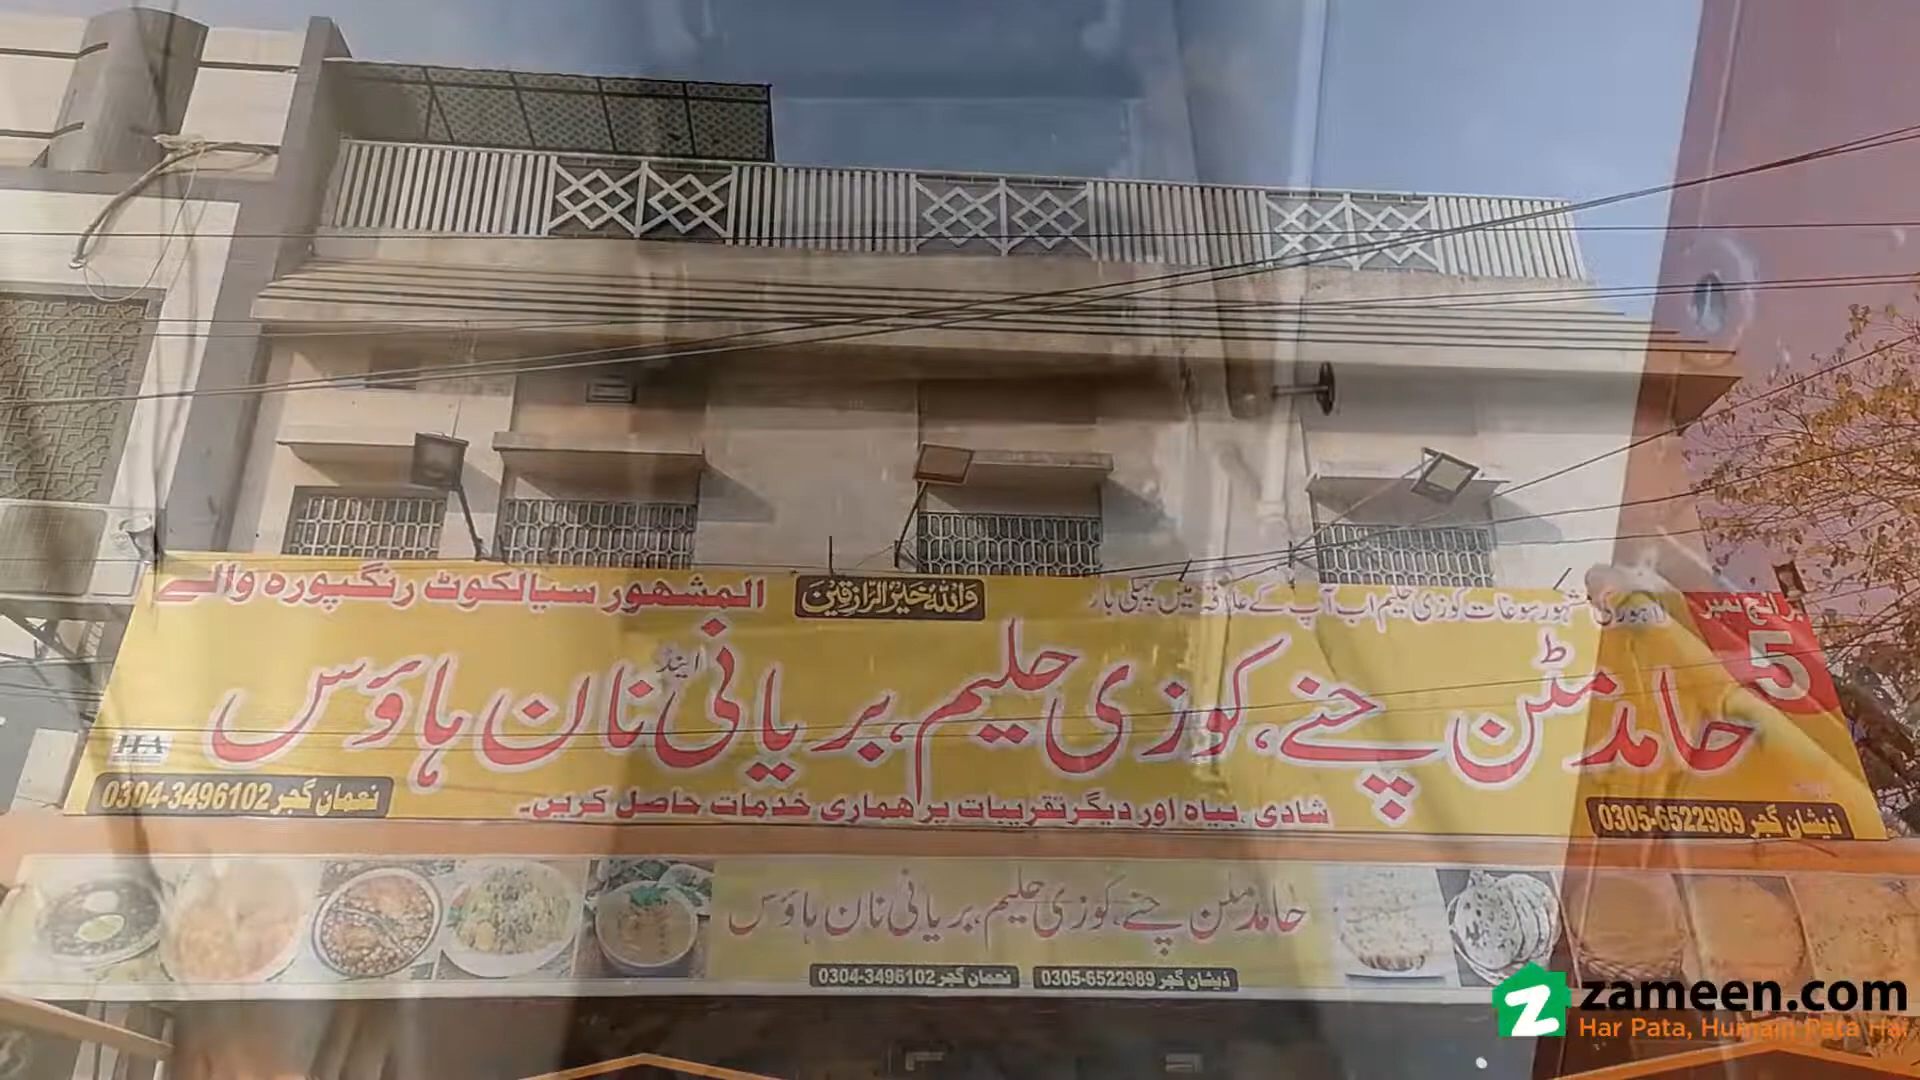 المشہور سیالکوٹ رنگپورہ والے
وَاللّٰهُ خَيْرُ الرَّازِقِيْنَ
لاہور کی مشہور سوغات کوزی حلیم اب آپ کے علاقہ میں پہلی بار
برانچ نمبر
5
حامد مٹن چنے، کوزی حلیم، بریانی اینڈ نان ہاؤس
HA
نعمان گجر 0304-3496102
شادی بیاہ اور دیگر تقریبات پر ہماری خدمات حاصل کریں۔
ذیشان گجر 0305-6522989
حامد مٹن چنے، کوزی حلیم، بریانی نان ہاؤس
نعمان گجر 0304-3496102
ذیشان گجر 0305-6522989
zameen.com
Har Pata, Humain Pata Hai